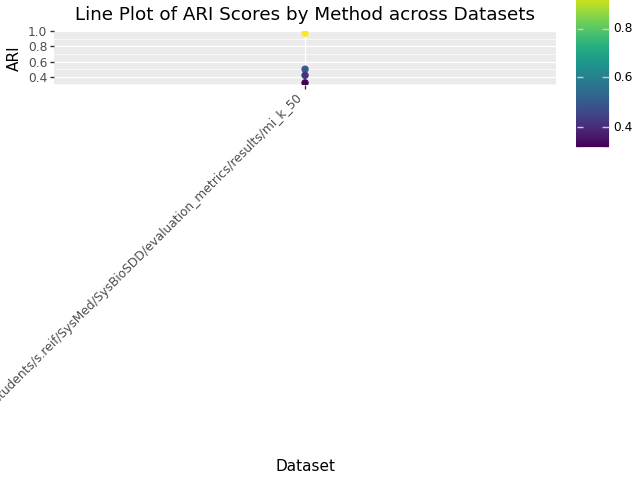 Line Plot of ARI Scores by Method across Datasets
ARI
1.0
0.8
0.6
0.4
0.8
0.6
0.4
tudents/s.reif/SysMed/SysBioSDD/evaluation_metrics/results/mi_k_50
Dataset